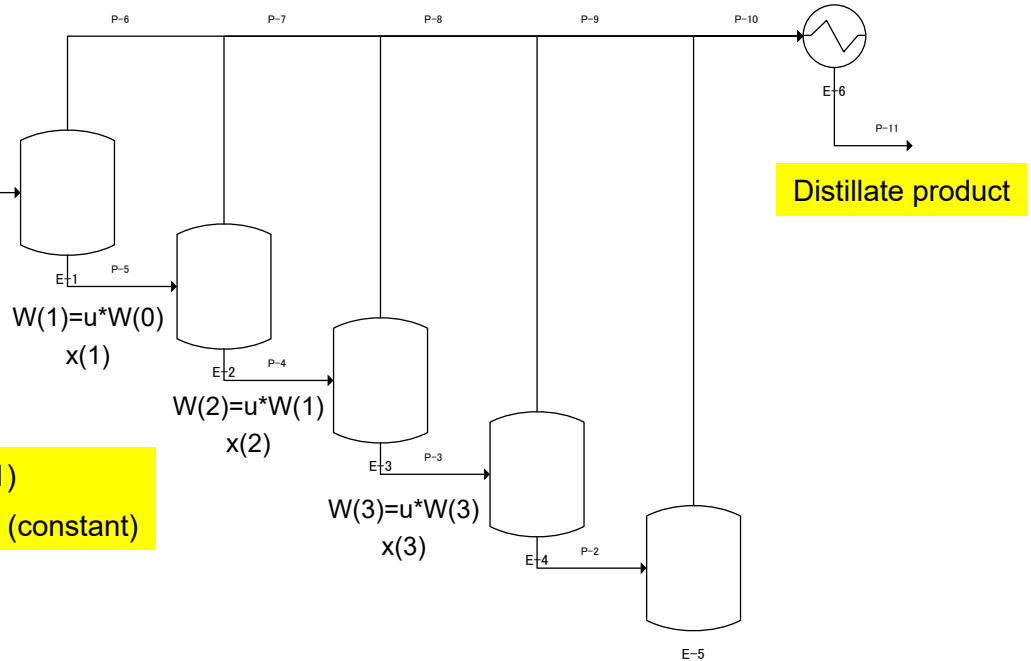 P-6
P-7
P-8
P-9
P-10
E-6
P-11
Distillate product
E-1
P-5
W(1)=u*W(0)
x(1)
E-2
P-4
W(2)=u*W(1)
x(2)
E-3
P-3
W(3)=u*W(3)
x(3)
)
(constant)
E-4
P-2
E-5